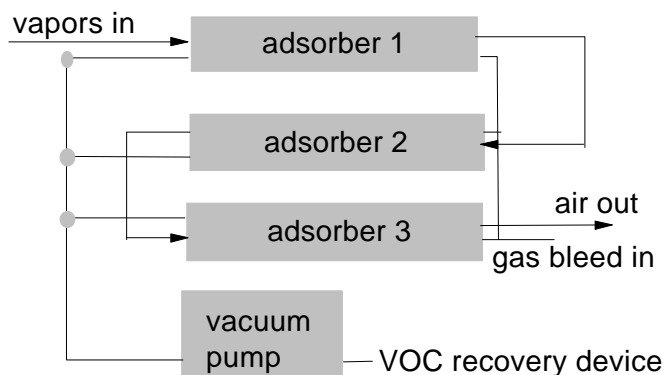 vapors in
adsorber 1
adsorber 2
adsorber 3
air out
gas bleed in
vacuum
pump
VOC recovery device